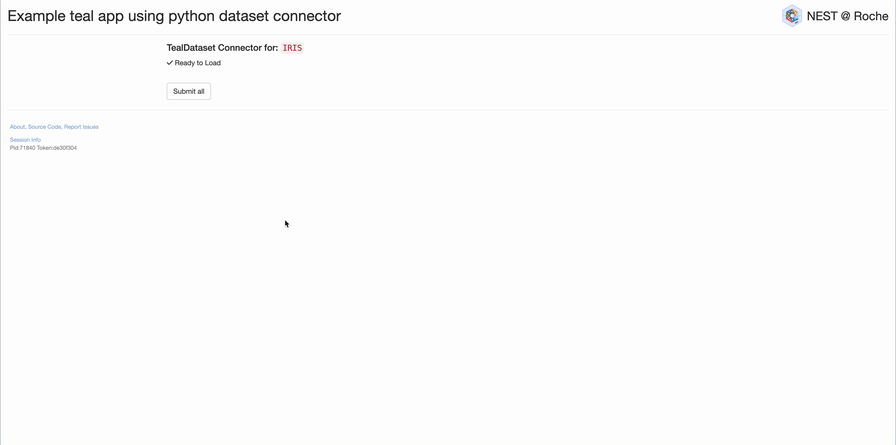 Example teal app using python dataset connector
NEST @ Roche
TealDataset Connector for: IRIS
Ready to Load
Submit all
About, Source Code, Report Issues
Session Info
Pid:71840 Token:de30f304